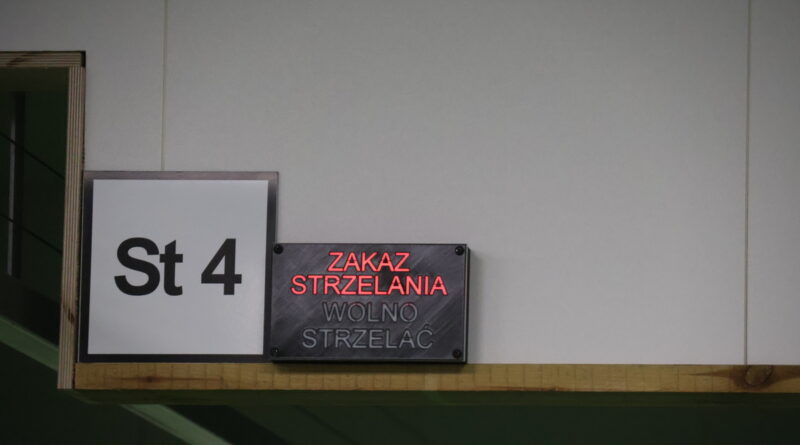 St 4
ZAKAZ
STRZELANIA
WOLNO
STRZELAĆ